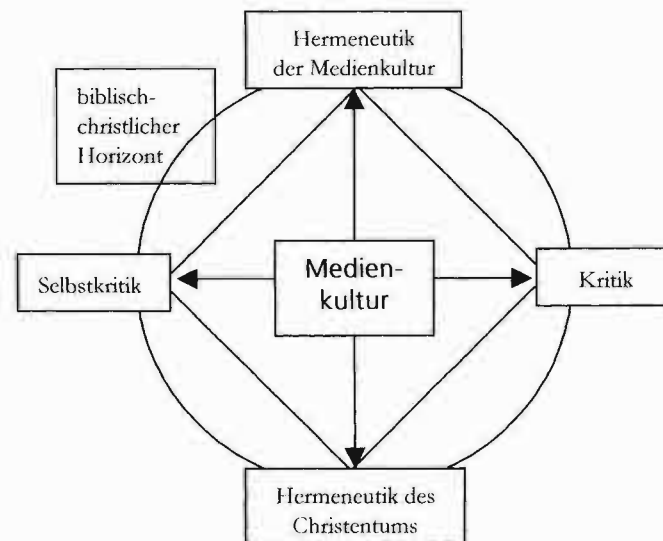 Hermeneutik
der Medienkultur
biblisch-
christlicher
Horizont
Selbstkritik
Medien-
kultur
Kritik
Hermeneutik des
Christentums